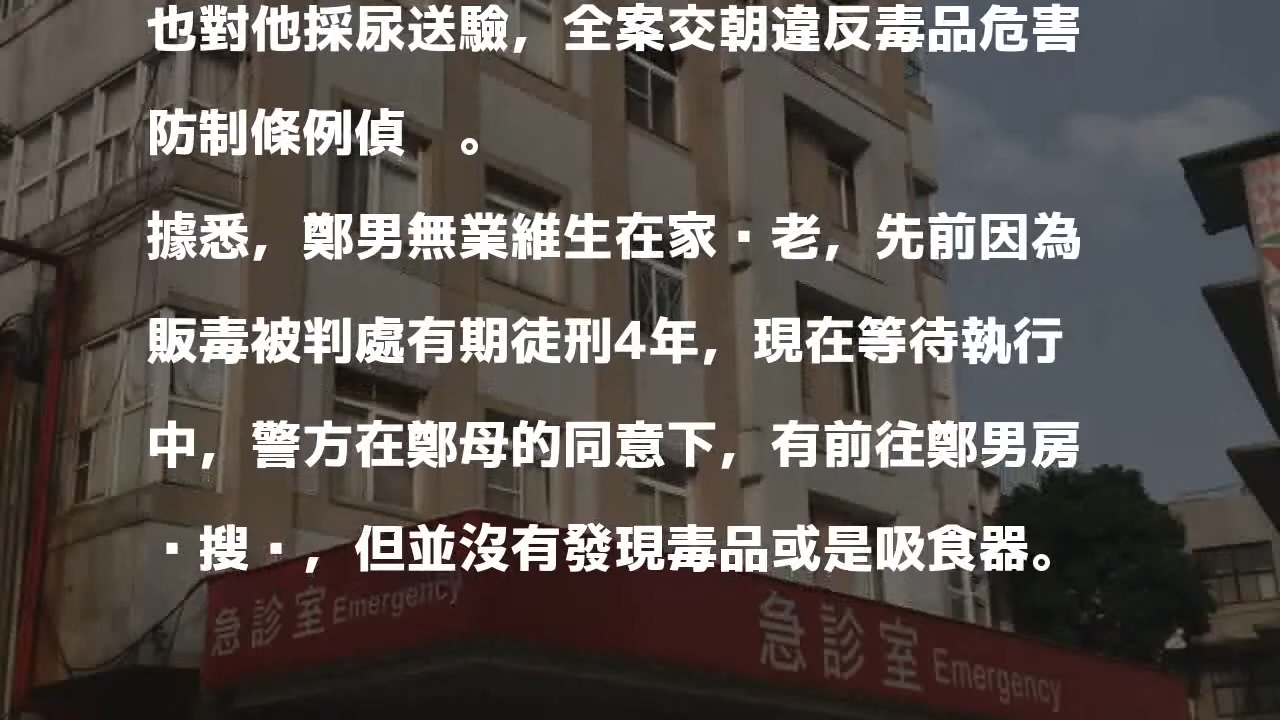 也對他採尿送驗，全案交朝違反毒品危害
防制條例偵　。
據悉，鄭男無業維生在家·老，先前因為
販毒被判處有期徒刑4年，現在等待執行
中，警方在鄭母的同意下，有前往鄭男房
·搜·，但並沒有發現毒品或是吸食器。
急診室 Emergency
急診室 Emergency